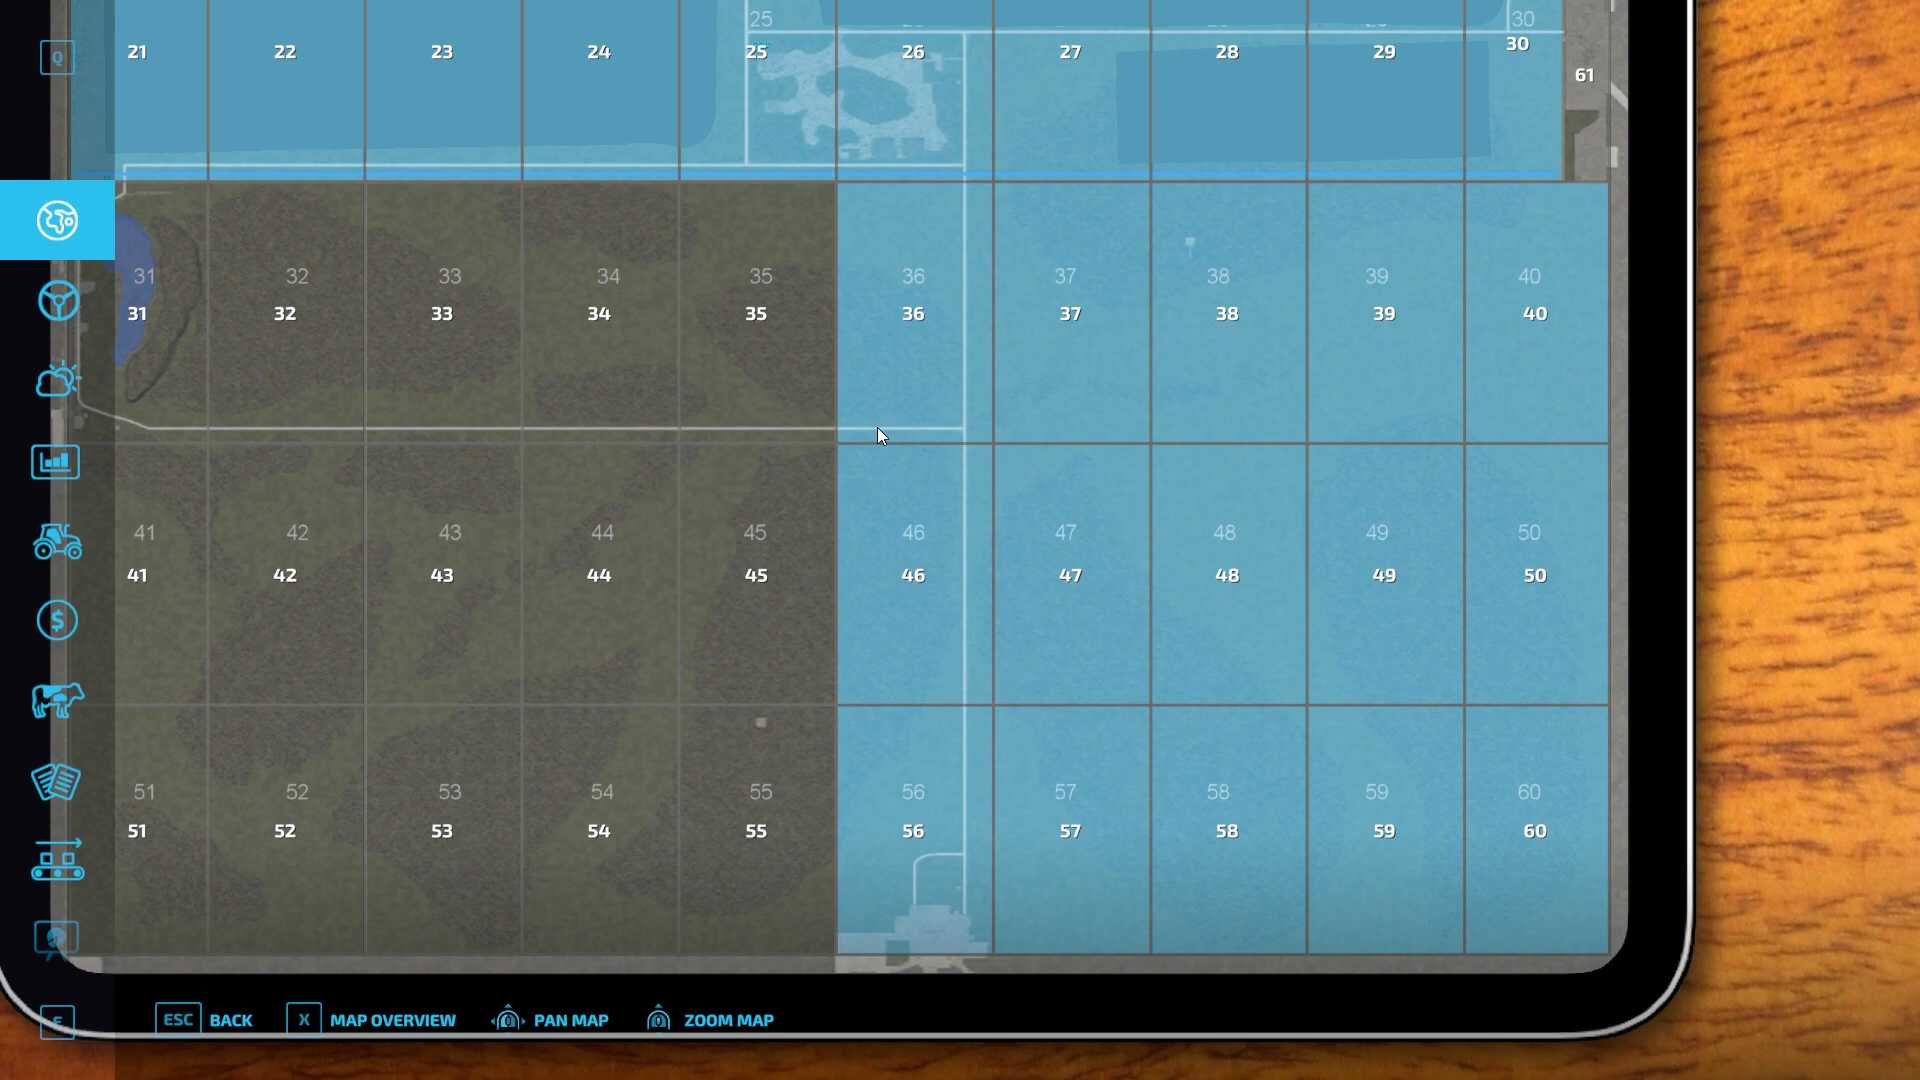 25 30
Q 21 22 23 24 25 26 27 28 29 30
61
31 32 33 34 35 36 37 38 39 40
31 32 33 34 35 36 37 38 39 40
41 42 43 44 45 46 47 48 49 50
41 42 43 44 45 46 47 48 49 50
$
51 52 53 54 55 56 57 58 59 60
51 52 53 54 55 56 57 58 59 60
E ESC BACK X MAP OVERVIEW PAN MAP ZOOM MAP